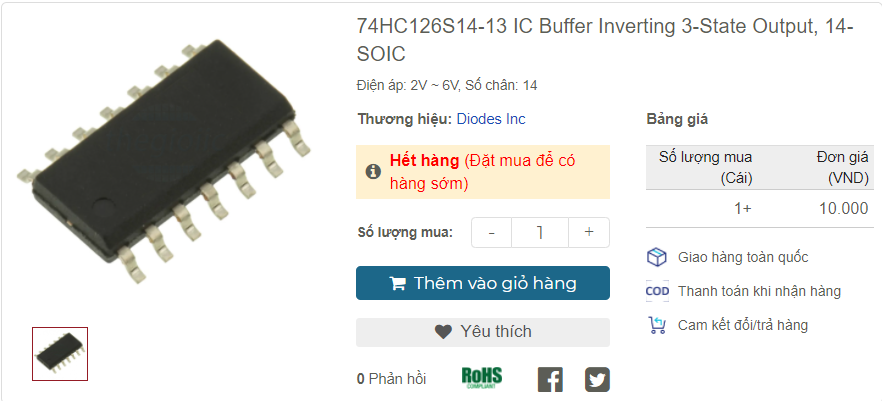 74HC126S14-13 IC Buffer Inverting 3-State Output, 14-
SOIC
Điện áp: 2V ~ 6V, Số chân: 14
Thương hiệu: Diodes Inc
Hết hàng (Đặt mua để có
hàng sớm)
Số lượng mua:
- 1 +
Thêm vào giỏ hàng
Yêu thích
0 Phản hồi
RoHS
COMPLIANT
Bảng giá
Số lượng mua
(Cái)
Đơn giá
(VND)
1+
10.000
Giao hàng toàn quốc
COD
Thanh toán khi nhận hàng
Cam kết đổi/trả hàng